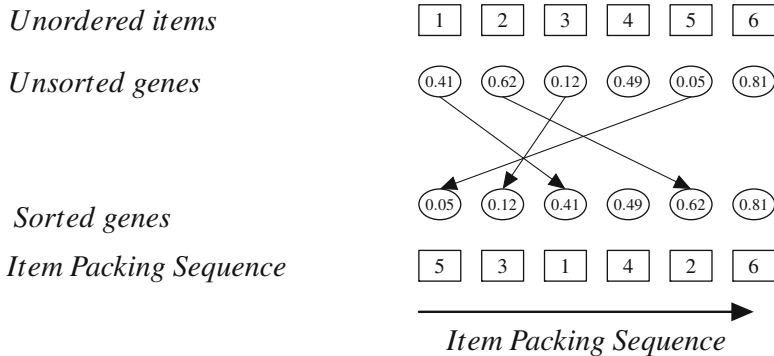 Unordered items 1 2 3 4 5 6
Unsorted genes 0.41 0.62 0.12 0.49 0.05 0.81
Sorted genes 0.05 0.12 0.41 0.49 0.62 0.81
Item Packing Sequence 5 3 1 4 2 6
Item Packing Sequence